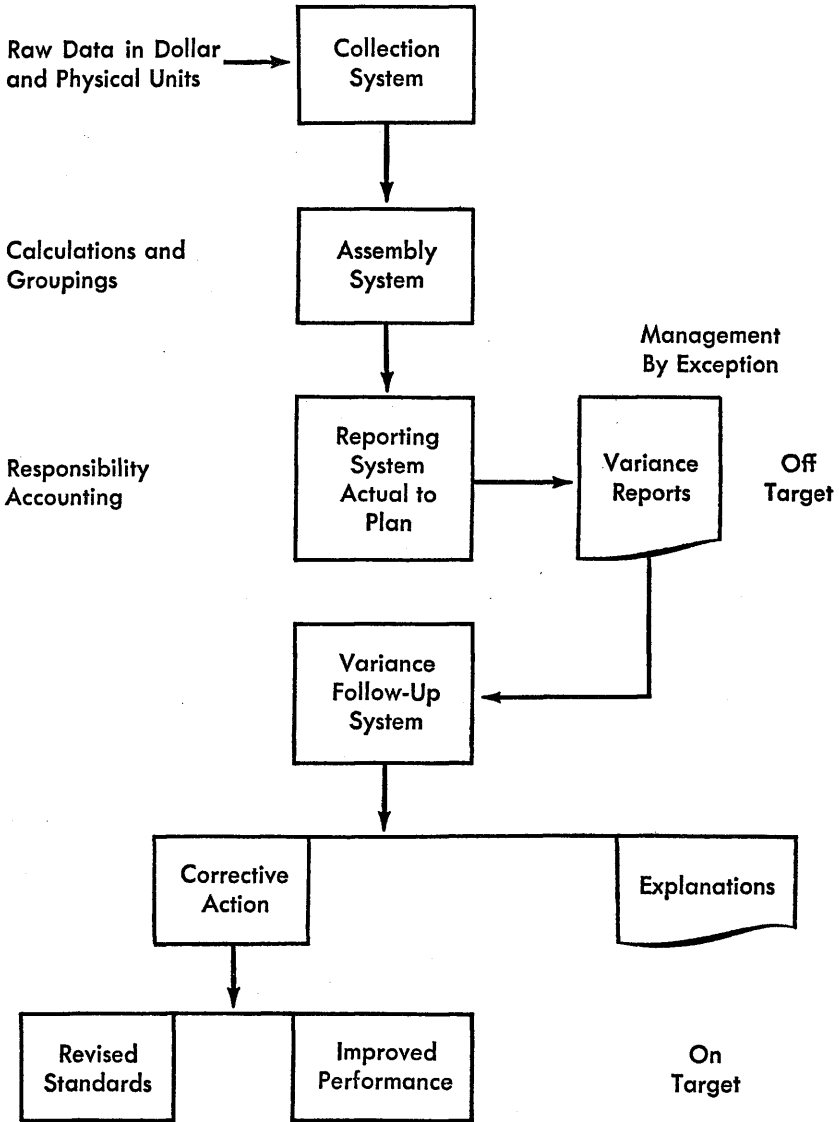 Raw Data in Dollar
and Physical Units
Collection
System
Calculations and
Groupings
Assembly
System
Management
By Exception
Responsibility
Accounting
Reporting
System
Actual to
Plan
Variance
Reports
Off
Target
Variance
Follow-Up
System
Corrective
Action
Explanations
Revised
Standards
Improved
Performance
On
Target